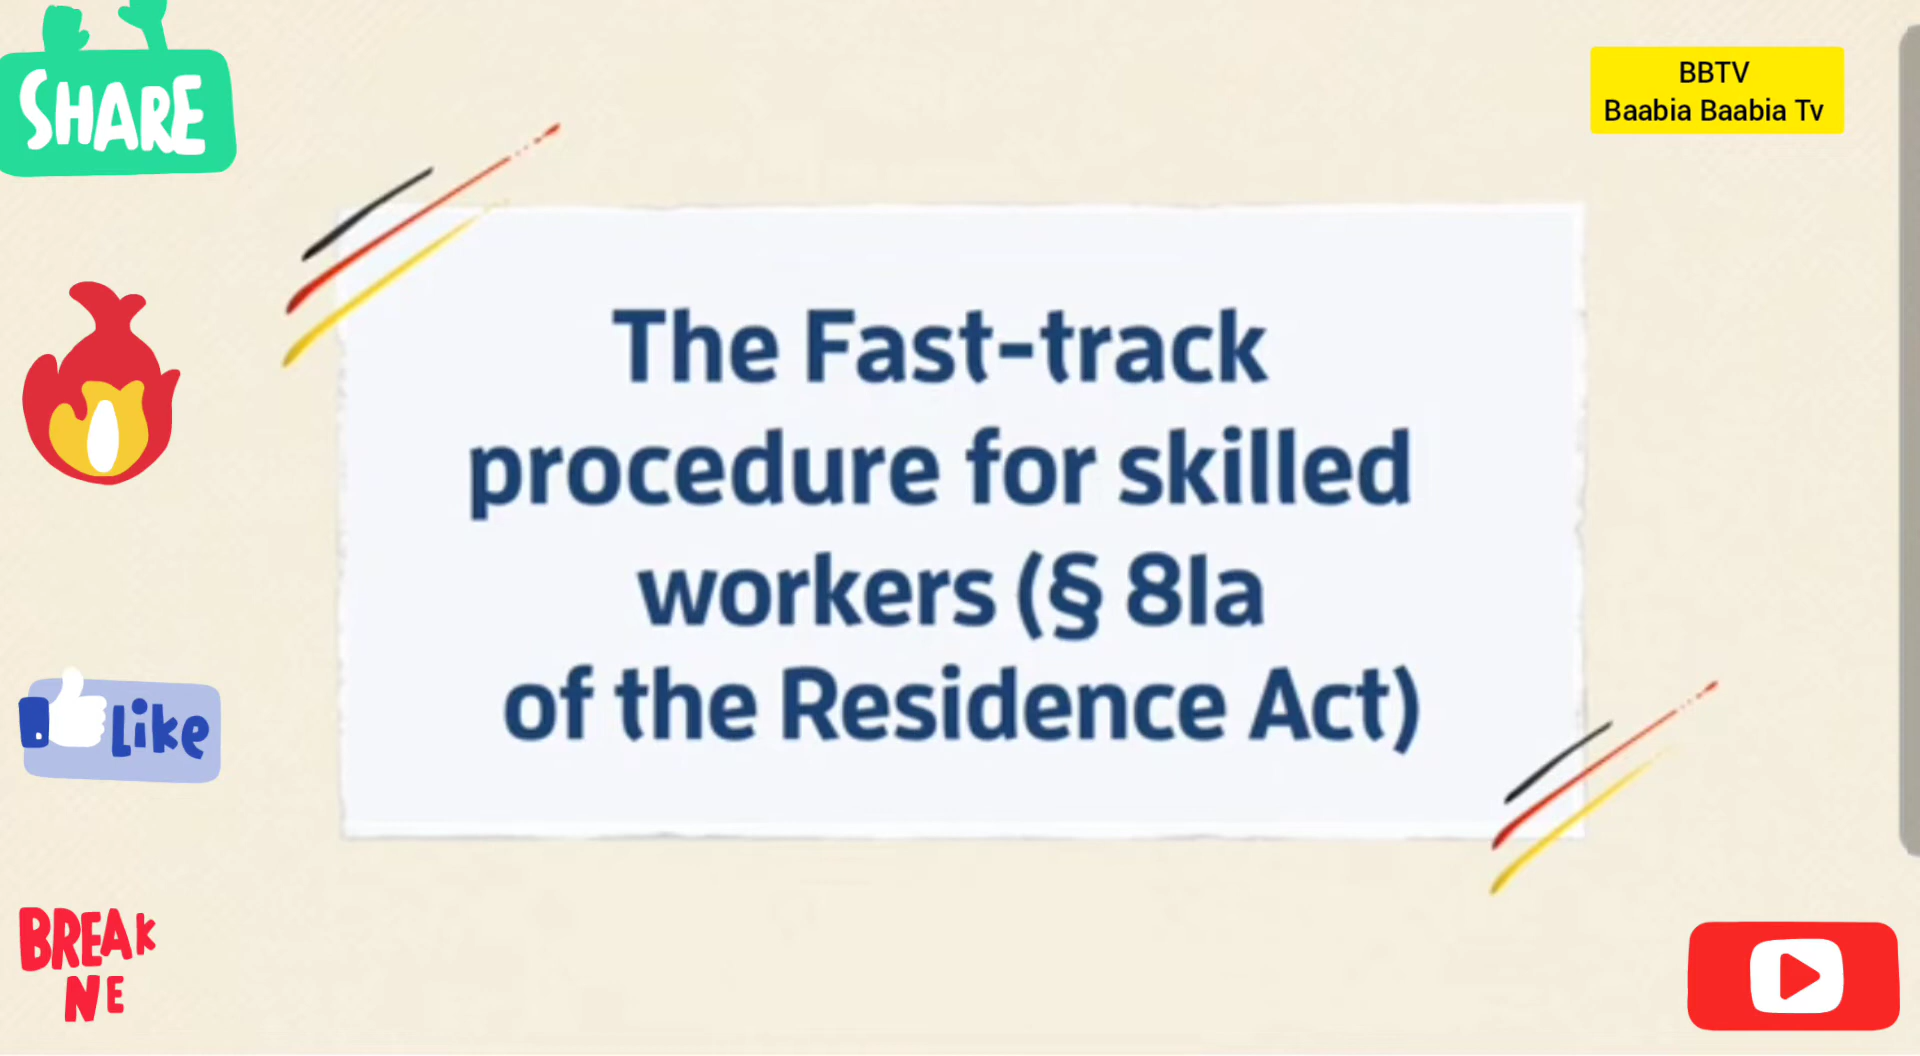 SHARE
BBTV
Baabia Baabia Tv
The Fast-track
procedure for skilled
workers (§ 81a
of the Residence Act)
Like
BREAK
NE